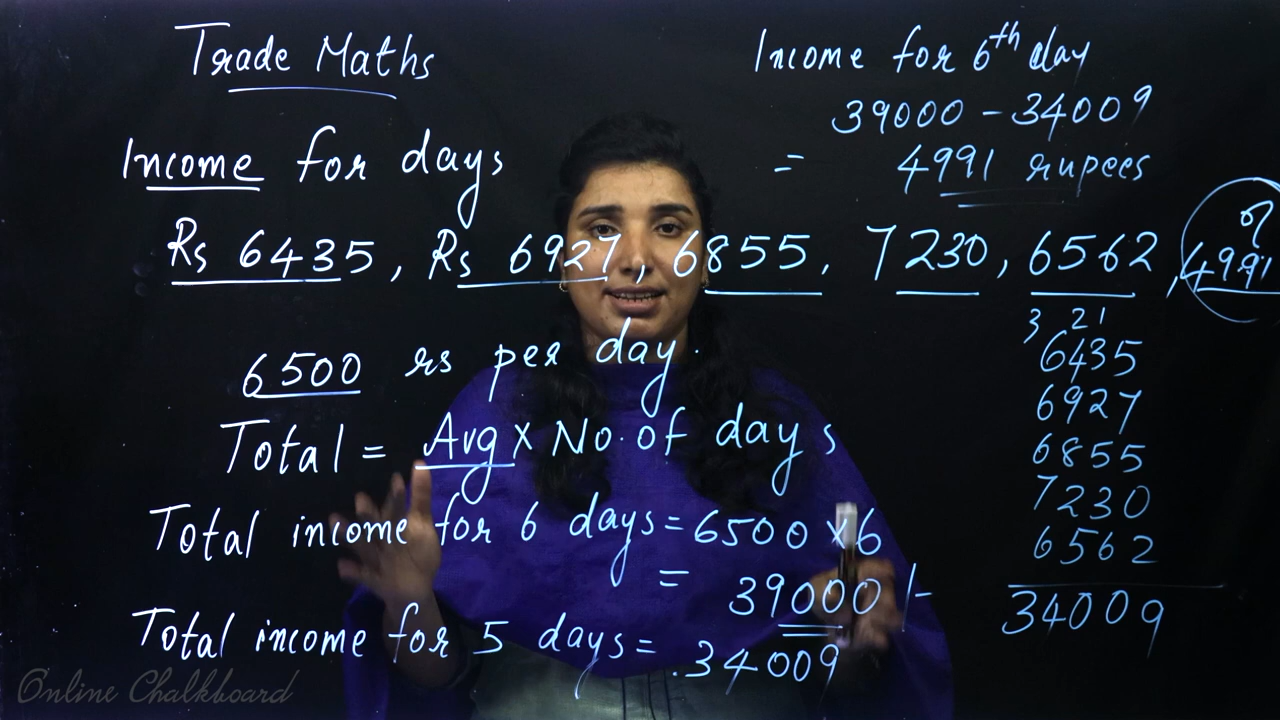 Trade Maths
Income for days
Rs 6435, Rs 6927, 6855, 7230, 6562, 4991
6500 rs per day.
Total = Avg x No. of days
Total income for 6 days = 6500 x 6
= 39000 /-
Total income for 5 days = 34009
Income for 6th day
39000 - 34009
= 4991 rupees
3 21
6435
6927
6855
7230
6562
34009
Online Chalkboard